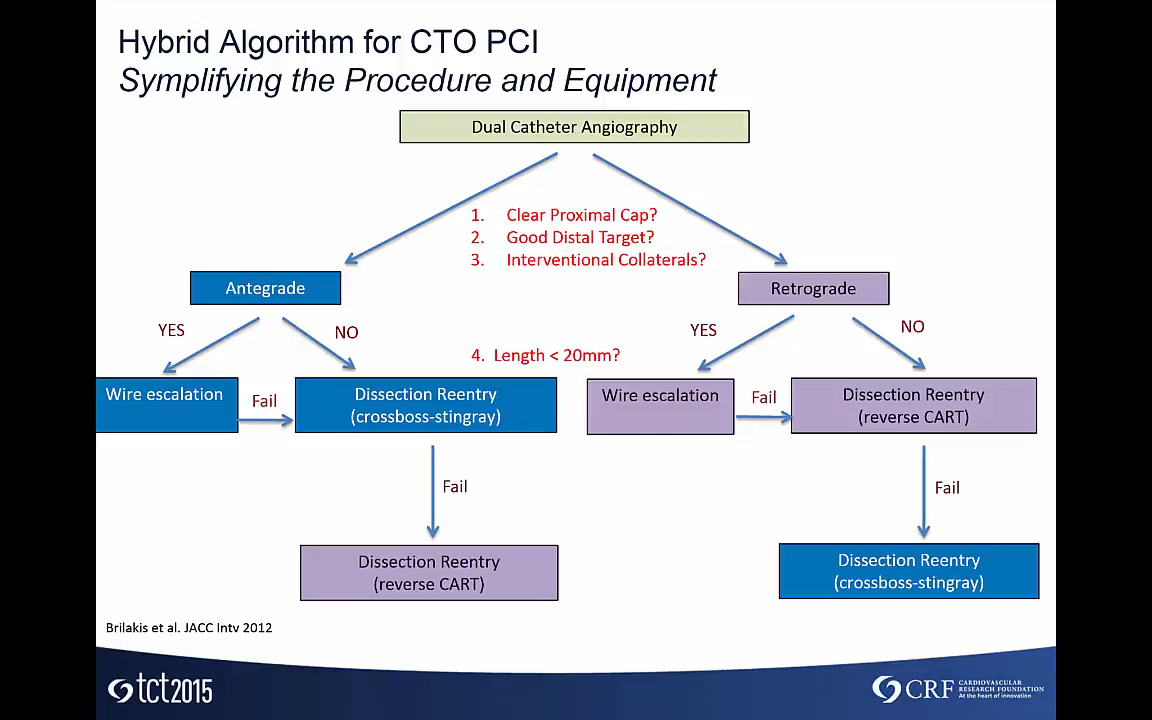 Hybrid Algorithm for CTO PCI
Symplifying the Procedure and Equipment
Dual Catheter Angiography
1. Clear Proximal Cap?
2. Good Distal Target?
3. Interventional Collaterals?
Antegrade
Retrograde
YES
NO
YES
NO
4. Length < 20mm?
Wire escalation
Fail
Dissection Reentry
(crossboss-stingray)
Wire escalation
Fail
Dissection Reentry
(reverse CART)
Fail
Fail
Dissection Reentry
(reverse CART)
Dissection Reentry
(crossboss-stingray)
Brilakis et al. JACC Intv 2012
tct2015
CRF
CARDIOVASCULAR
RESEARCH FOUNDATION
At the heart of innovation